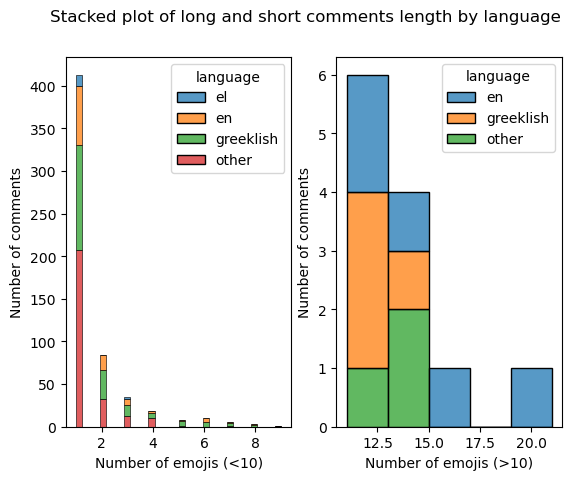 Stacked plot of long and short comments length by language
language
el
en
greeklish
other
400
350
300
250
200
150
100
50
0
Number of comments
2 4 6 8
Number of emojis (<10)
language
en
greeklish
other
6
5
4
3
2
1
0
Number of comments
12.5 15.0 17.5 20.0
Number of emojis (>10)